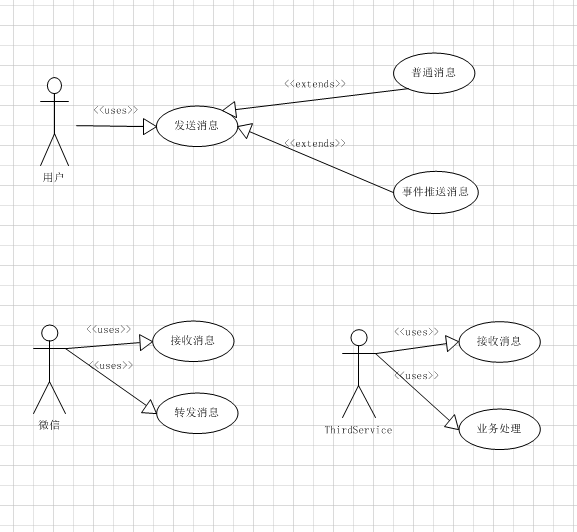 <<extends>>
普通消息
<<uses>>
发送消息
<<extends>>
用户
事件推送消息
<<uses>>
接收消息
<<uses>>
转发消息
微信
<<uses>>
接收消息
<<uses>>
业务处理
ThirdService